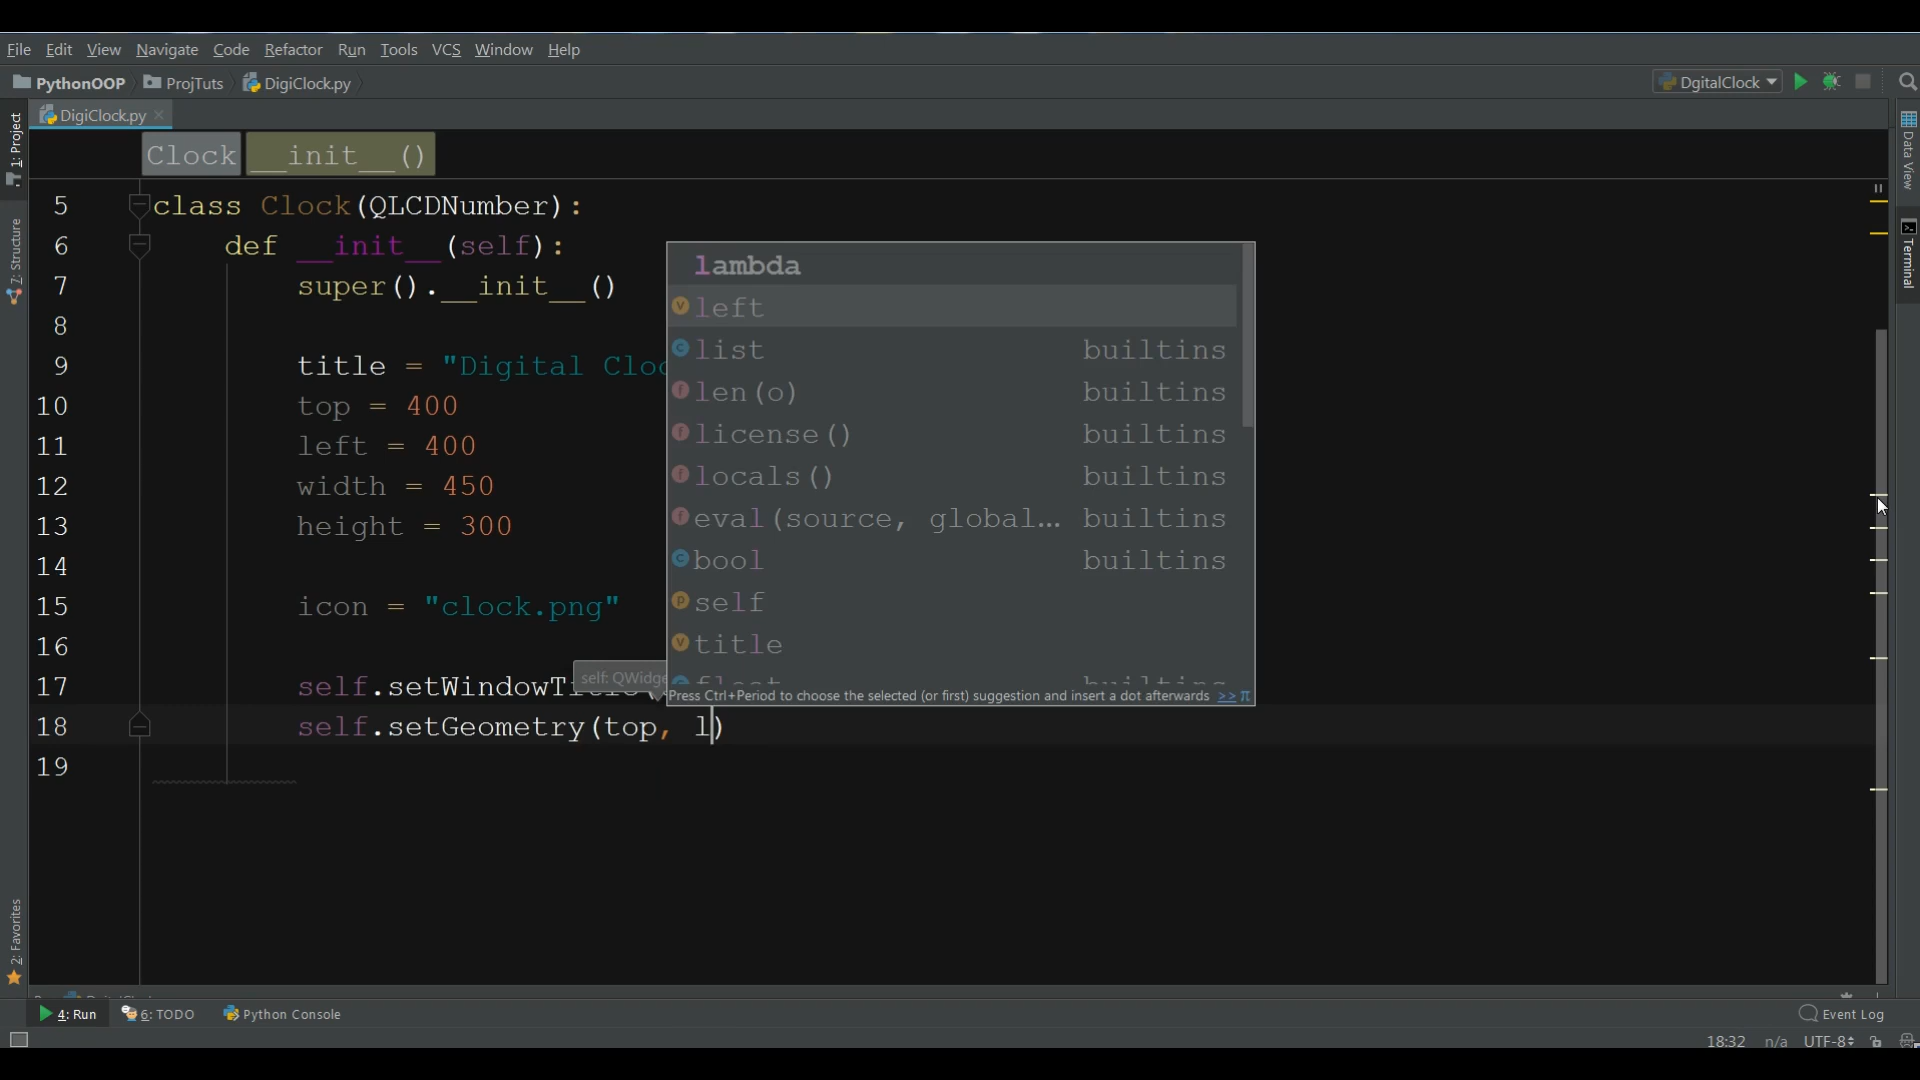 File Edit View Navigate Code Refactor Run Tools VCS Window Help
PythonOOP ProjTuts DigiClock.py DgitalClock
DigiClock.py
1: Project
7: Structure
2: Favorites
Data View
Terminal
Clock __init__()
5 class Clock(QLCDNumber):
6 def __init__(self):
7 super().__init__()
8
9 title = "Digital Cloc
10 top = 400
11 left = 400
12 width = 450
13 height = 300
14
15 icon = "clock.png"
16
17 self.setWindowT
18 self.setGeometry(top, l)
19
self: QWidge
lambda
left
list builtins
len(o) builtins
license() builtins
locals() builtins
eval(source, global... builtins
bool builtins
self
title
Press Ctrl+Period to choose the selected (or first) suggestion and insert a dot afterwards >> π
4: Run 6: TODO Python Console Event Log
18:32 n/a UTF-8